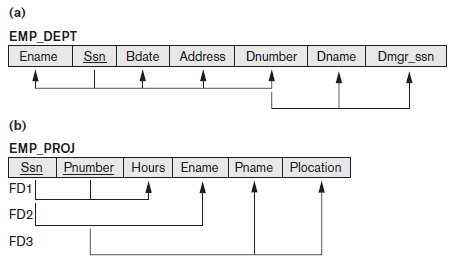 (a)
EMP_DEPT
Ename Ssn Bdate Address Dnumber Dname Dmgr_ssn
(b)
EMP_PROJ
Ssn Pnumber Hours Ename Pname Plocation
FD1
FD2
FD3